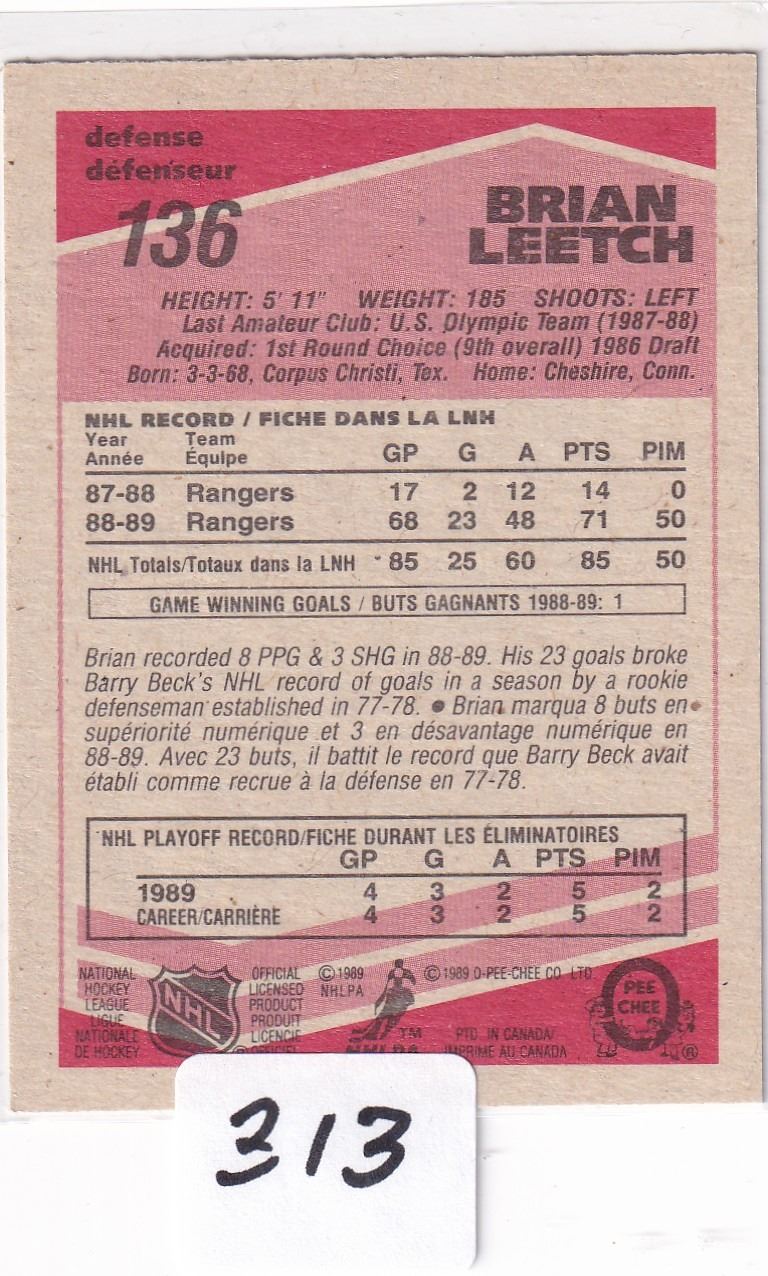 defense
défenseur
136
BRIAN
LEETCH
HEIGHT: 5' 11" WEIGHT: 185 SHOOTS: LEFT
Last Amateur Club: U.S. Olympic Team (1987-88)
Acquired: 1st Round Choice (9th overall) 1986 Draft
Born: 3-3-68, Corpus Christi, Tex. Home: Cheshire, Conn.
NHL RECORD / FICHE DANS LA LNH
Year Team
Année Équipe GP G A PTS PIM
87-88 Rangers 17 2 12 14 0
88-89 Rangers 68 23 48 71 50
NHL Totals/Totaux dans la LNH 85 25 60 85 50
GAME WINNING GOALS / BUTS GAGNANTS 1988-89: 1
Brian recorded 8 PPG & 3 SHG in 88-89. His 23 goals broke
Barry Beck's NHL record of goals in a season by a rookie
defenseman established in 77-78. ● Brian marqua 8 buts en
supériorité numérique et 3 en désavantage numérique en
88-89. Avec 23 buts, il battit le record que Barry Beck avait
établi comme recrue à la défense en 77-78.
NHL PLAYOFF RECORD/FICHE DURANT LES ÉLIMINATOIRES
GP G A PTS PIM
1989 4 3 2 5 2
CAREER/CARRIÈRE 4 3 2 5 2
NATIONAL
HOCKEY
LEAGUE
LIGUE
NATIONALE
DE HOCKEY
NHL
®
OFFICIAL
LICENSED
PRODUCT
PRODUIT
LICENCIÉ
OFFICIEL
© 1989
NHLPA
TM
NHLPA
© 1989 O-PEE-CHEE CO. LTD.
PTD. IN CANADA/
IMPRIMÉ AU CANADA
O
PEE
CHEE
®
313